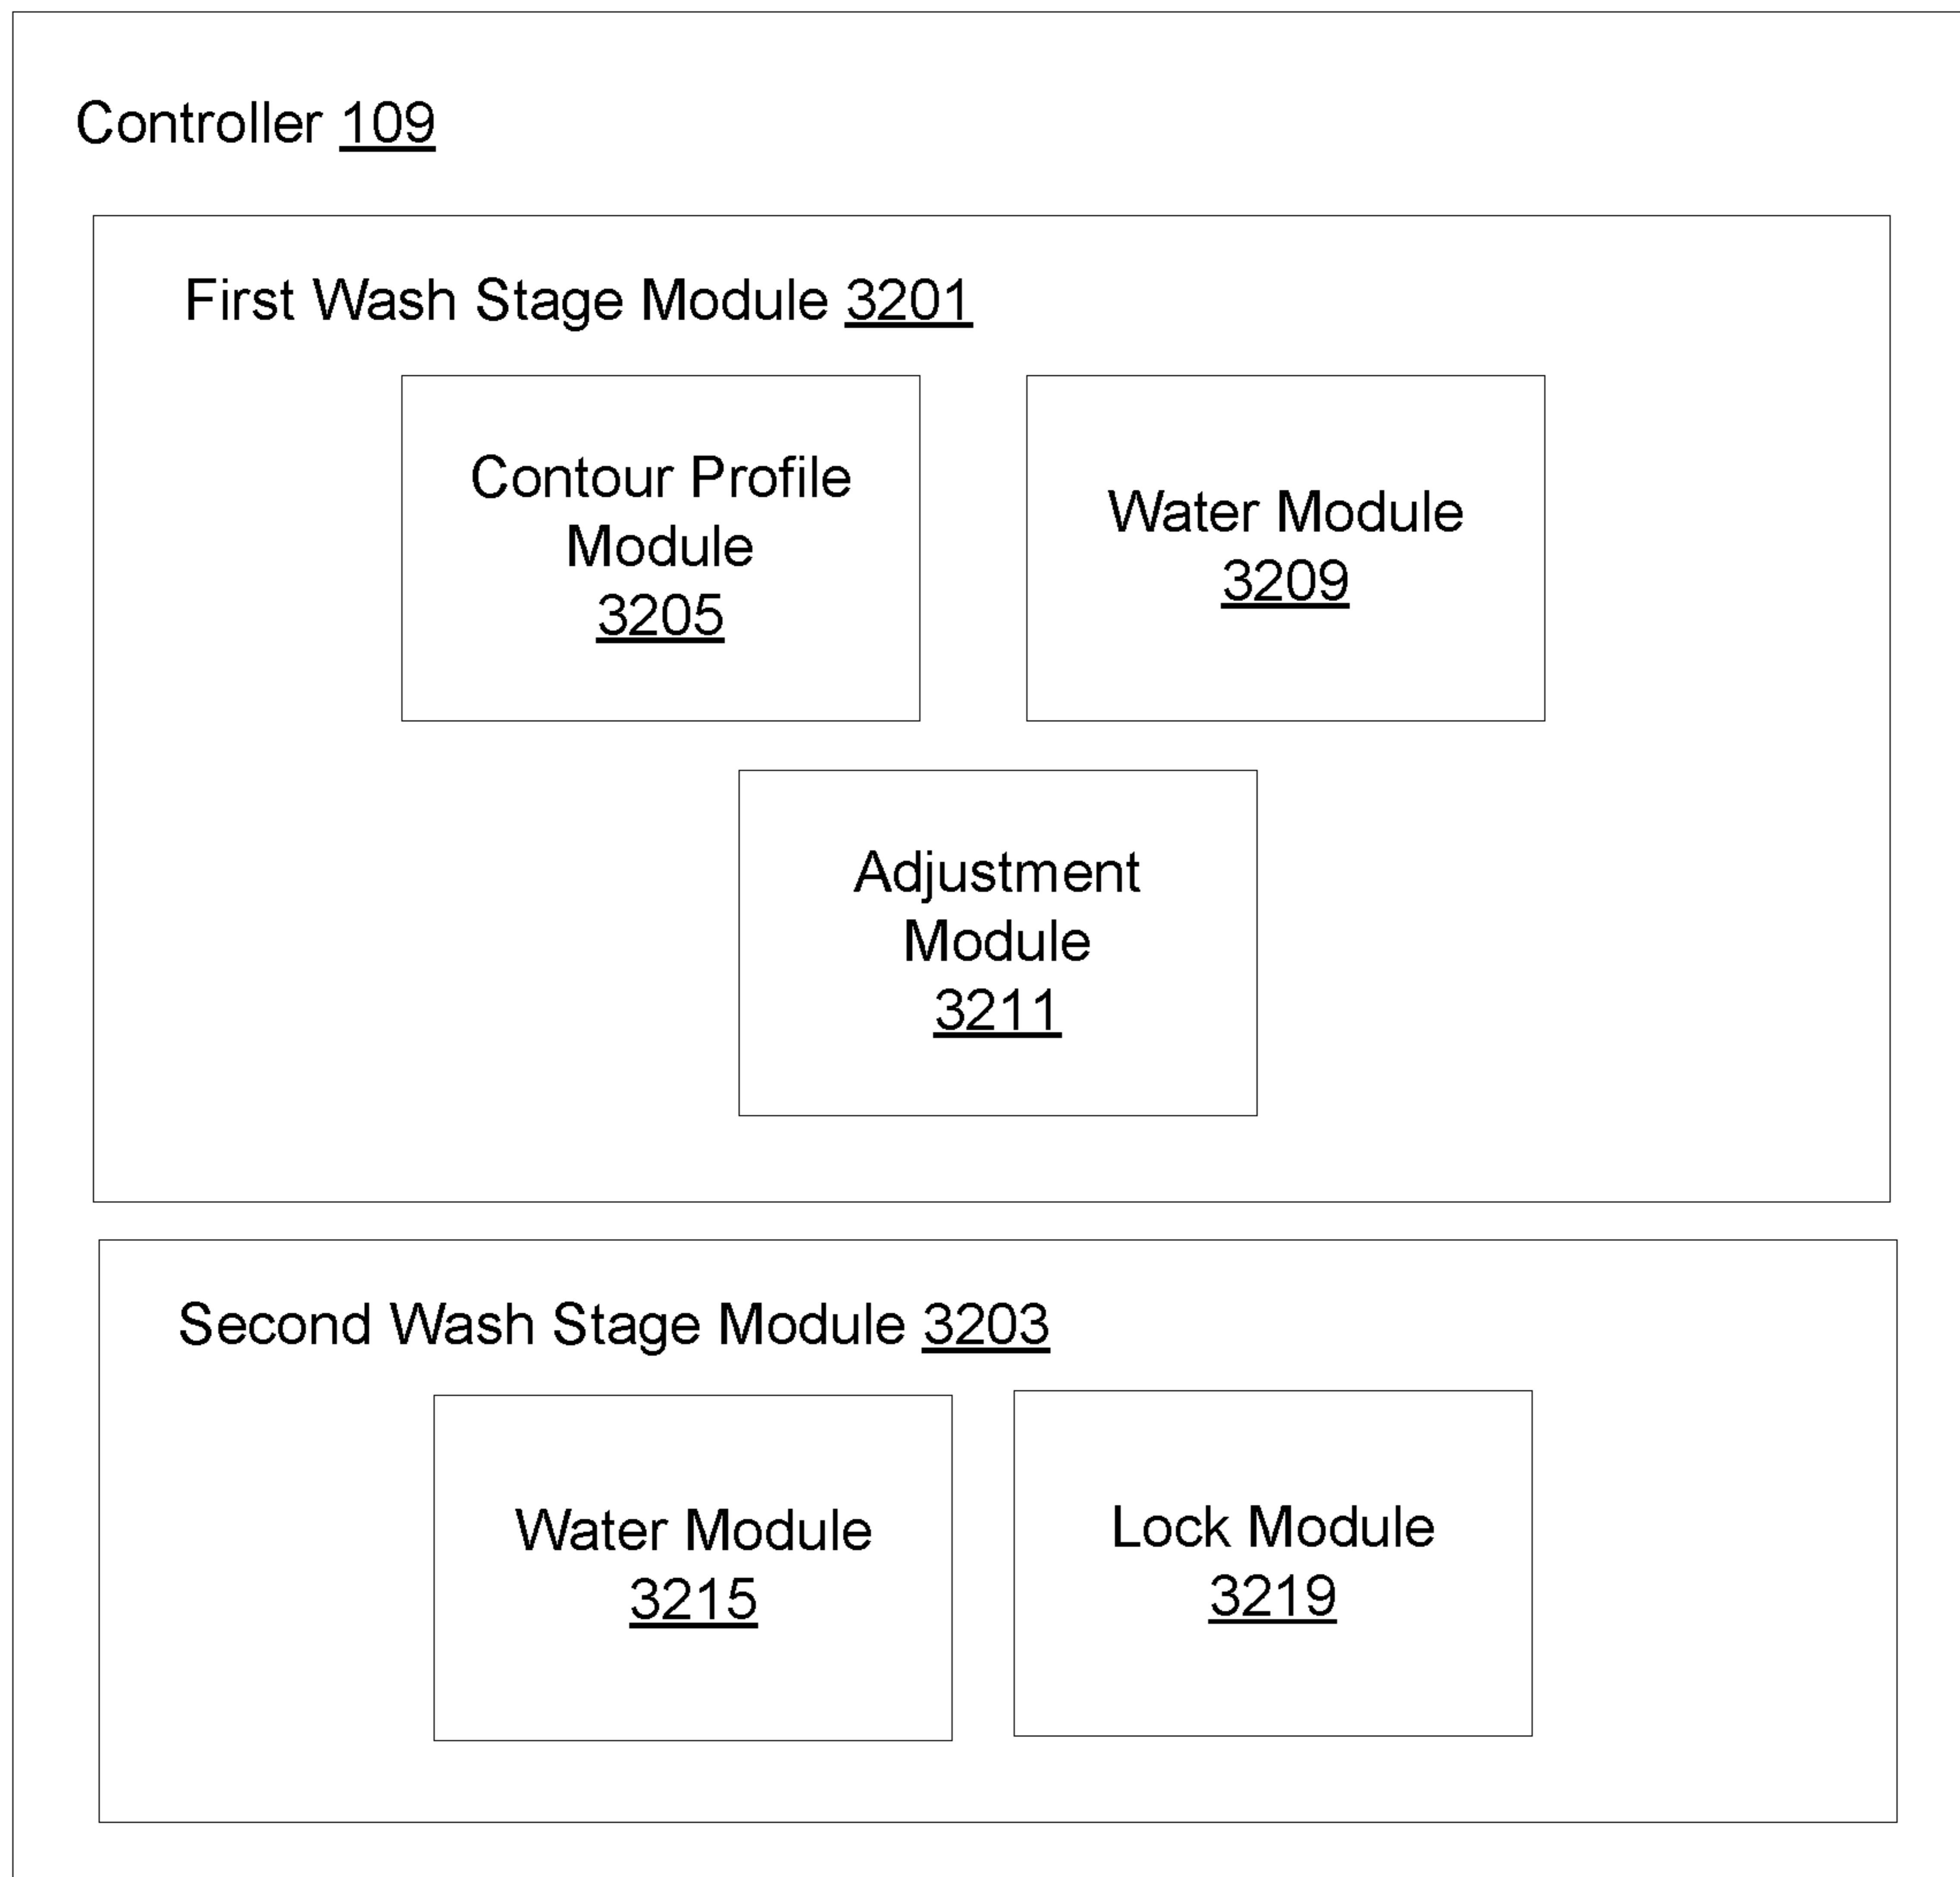 Controller 109
First Wash Stage Module 3201
Contour Profile
Module
3205
Water Module
3209
Adjustment
Module
3211
Second Wash Stage Module 3203
Water Module
3215
Lock Module
3219